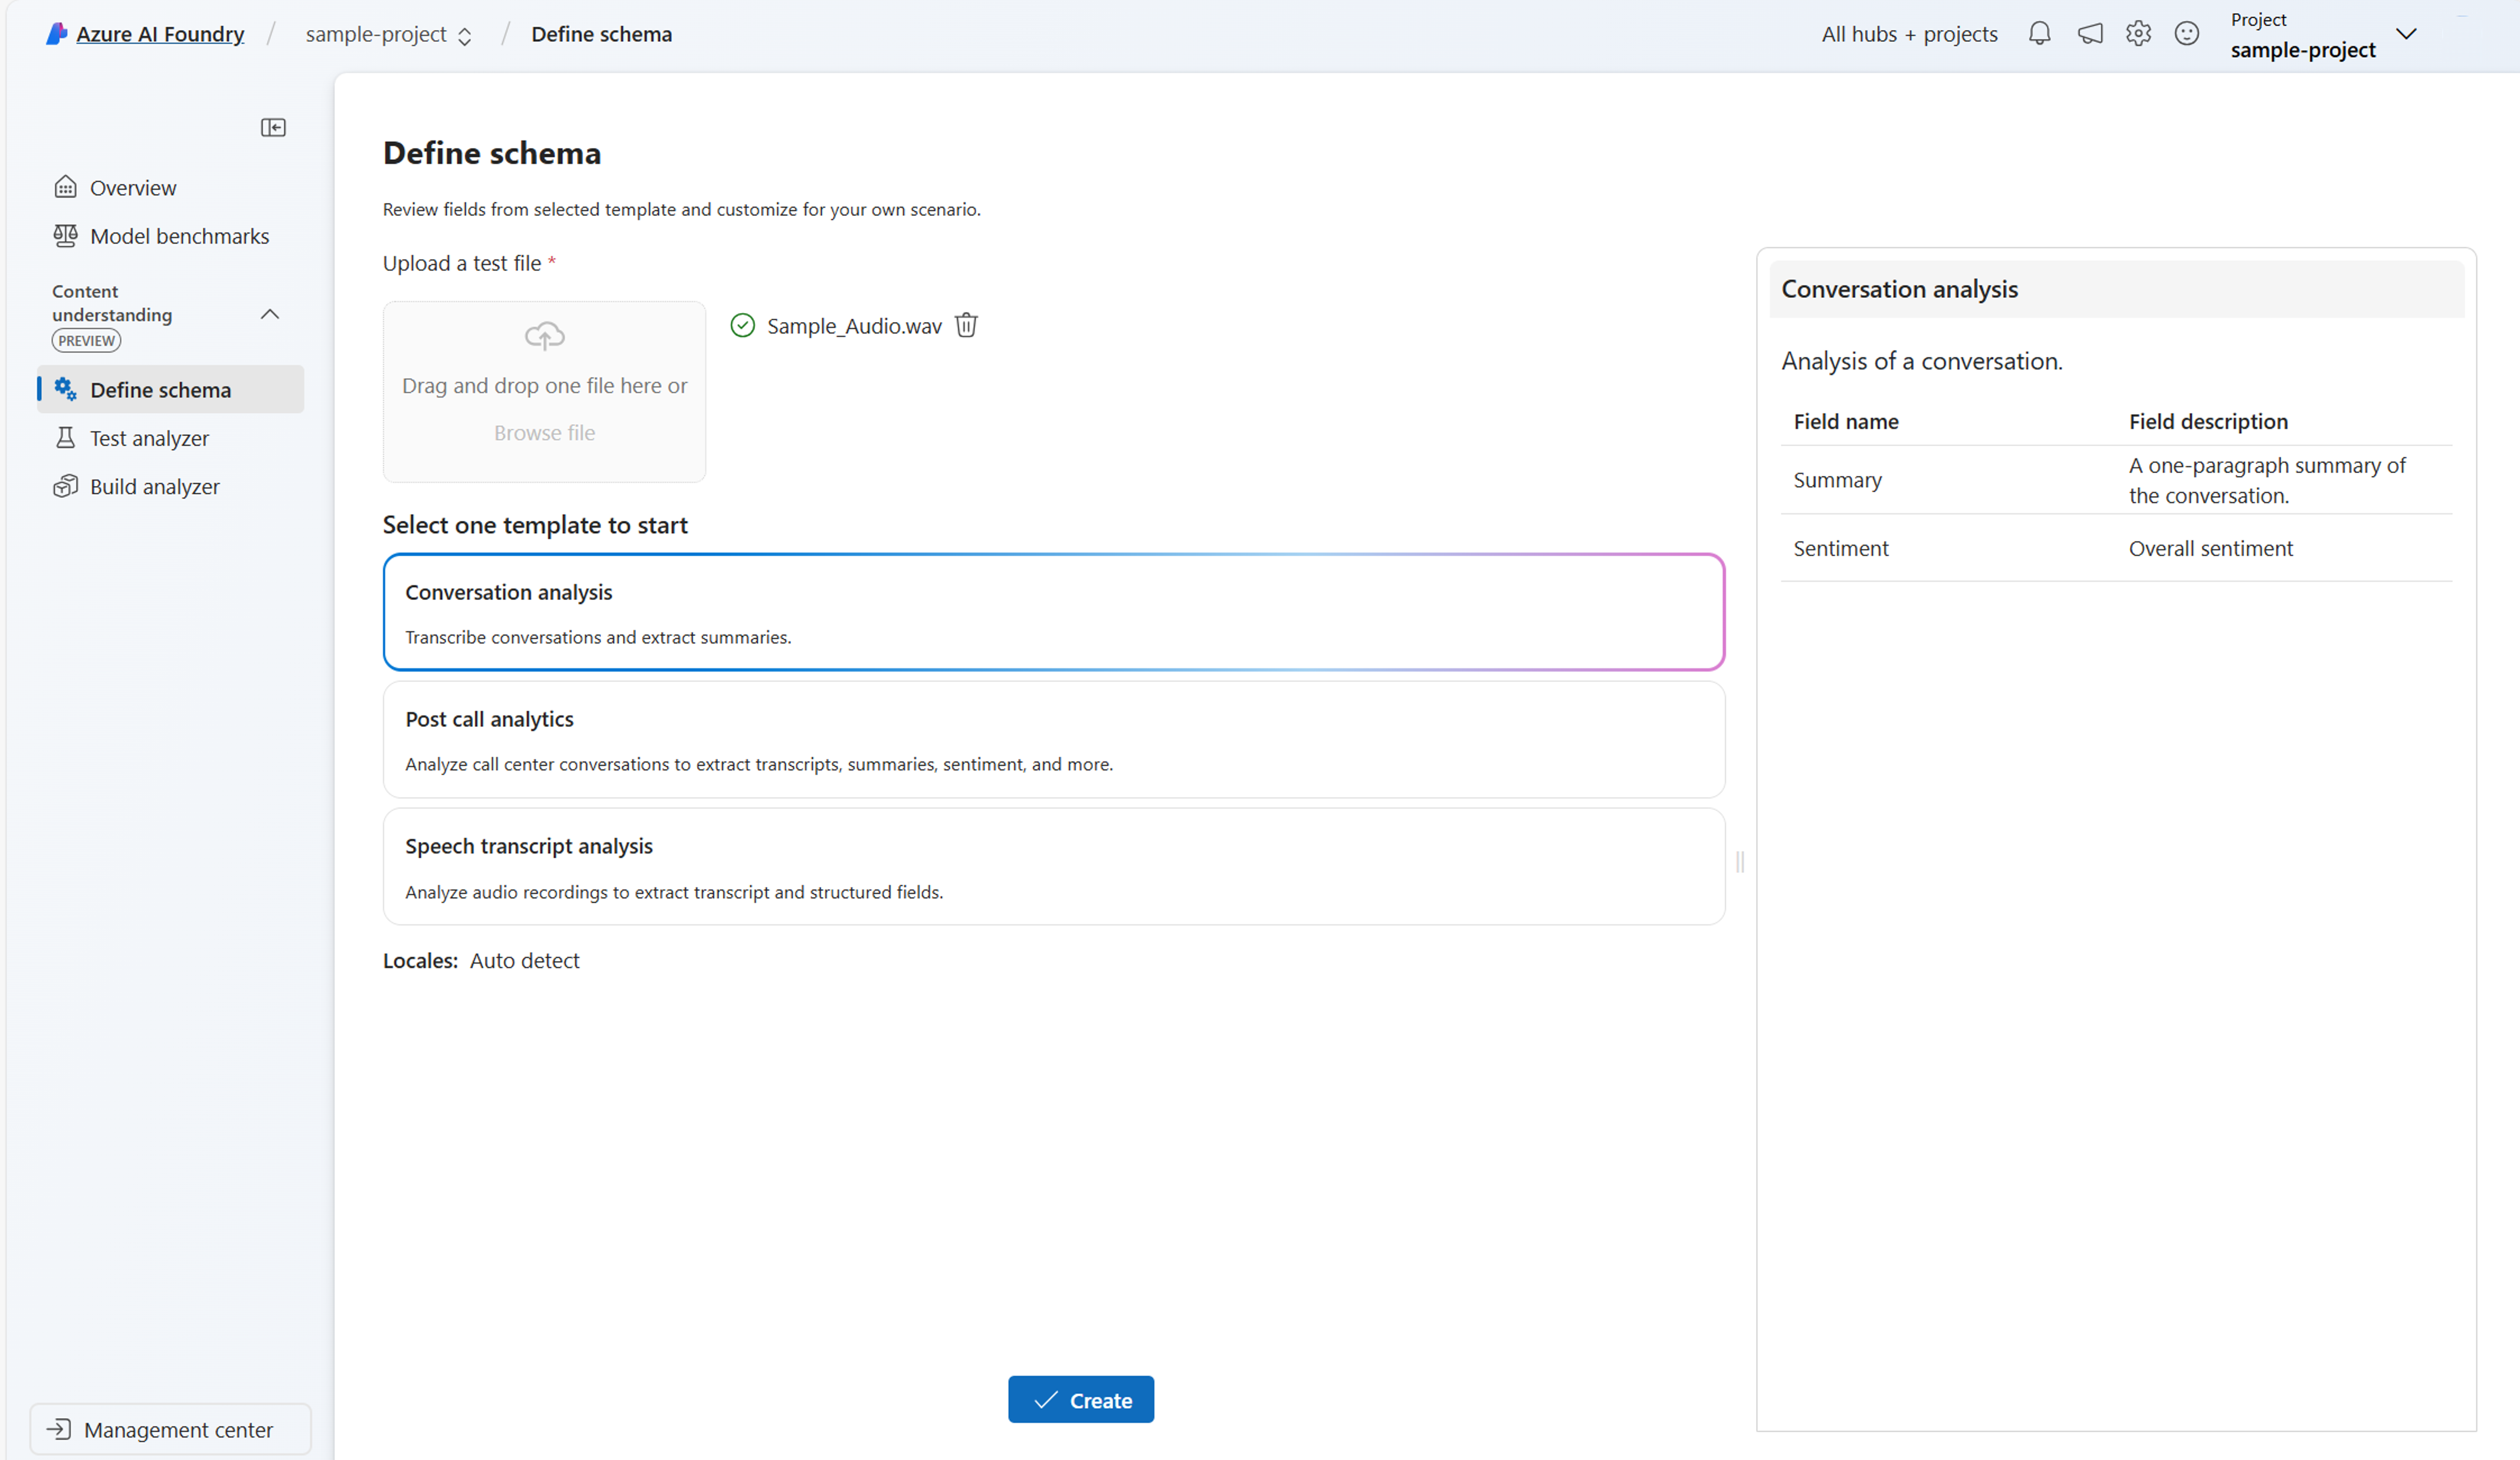 Azure AI Foundry / sample-project / Define schema
All hubs + projects
Project
sample-project
Overview
Model benchmarks
Content
understanding
PREVIEW
Define schema
Test analyzer
Build analyzer
Management center
Define schema
Review fields from selected template and customize for your own scenario.
Upload a test file *
Drag and drop one file here or
Browse file
Sample_Audio.wav
Select one template to start
Conversation analysis
Transcribe conversations and extract summaries.
Post call analytics
Analyze call center conversations to extract transcripts, summaries, sentiment, and more.
Speech transcript analysis
Analyze audio recordings to extract transcript and structured fields.
Locales: Auto detect
Create
Conversation analysis
Analysis of a conversation.
Field name Field description
Summary A one-paragraph summary of
the conversation.
Sentiment Overall sentiment